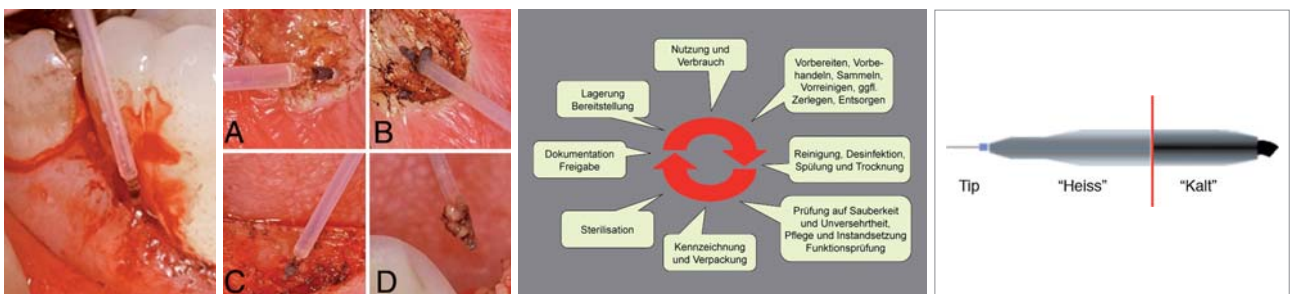 A
B
C
D
Nutzung und
Verbrauch
Vorbereiten, Vorbe-
handeln, Sammeln,
Vorreinigen, ggfl.
Zerlegen, Entsorgen
Reinigung, Desinfektion,
Spülung und Trocknung
Prüfung auf Sauberkeit
und Unversehrtheit,
Pflege und Instandsetzung
Funktionsprüfung
Kennzeichnung
und Verpackung
Sterilisation
Dokumentation
Freigabe
Lagerung
Bereitstellung
Tip
“Heiss”
“Kalt”